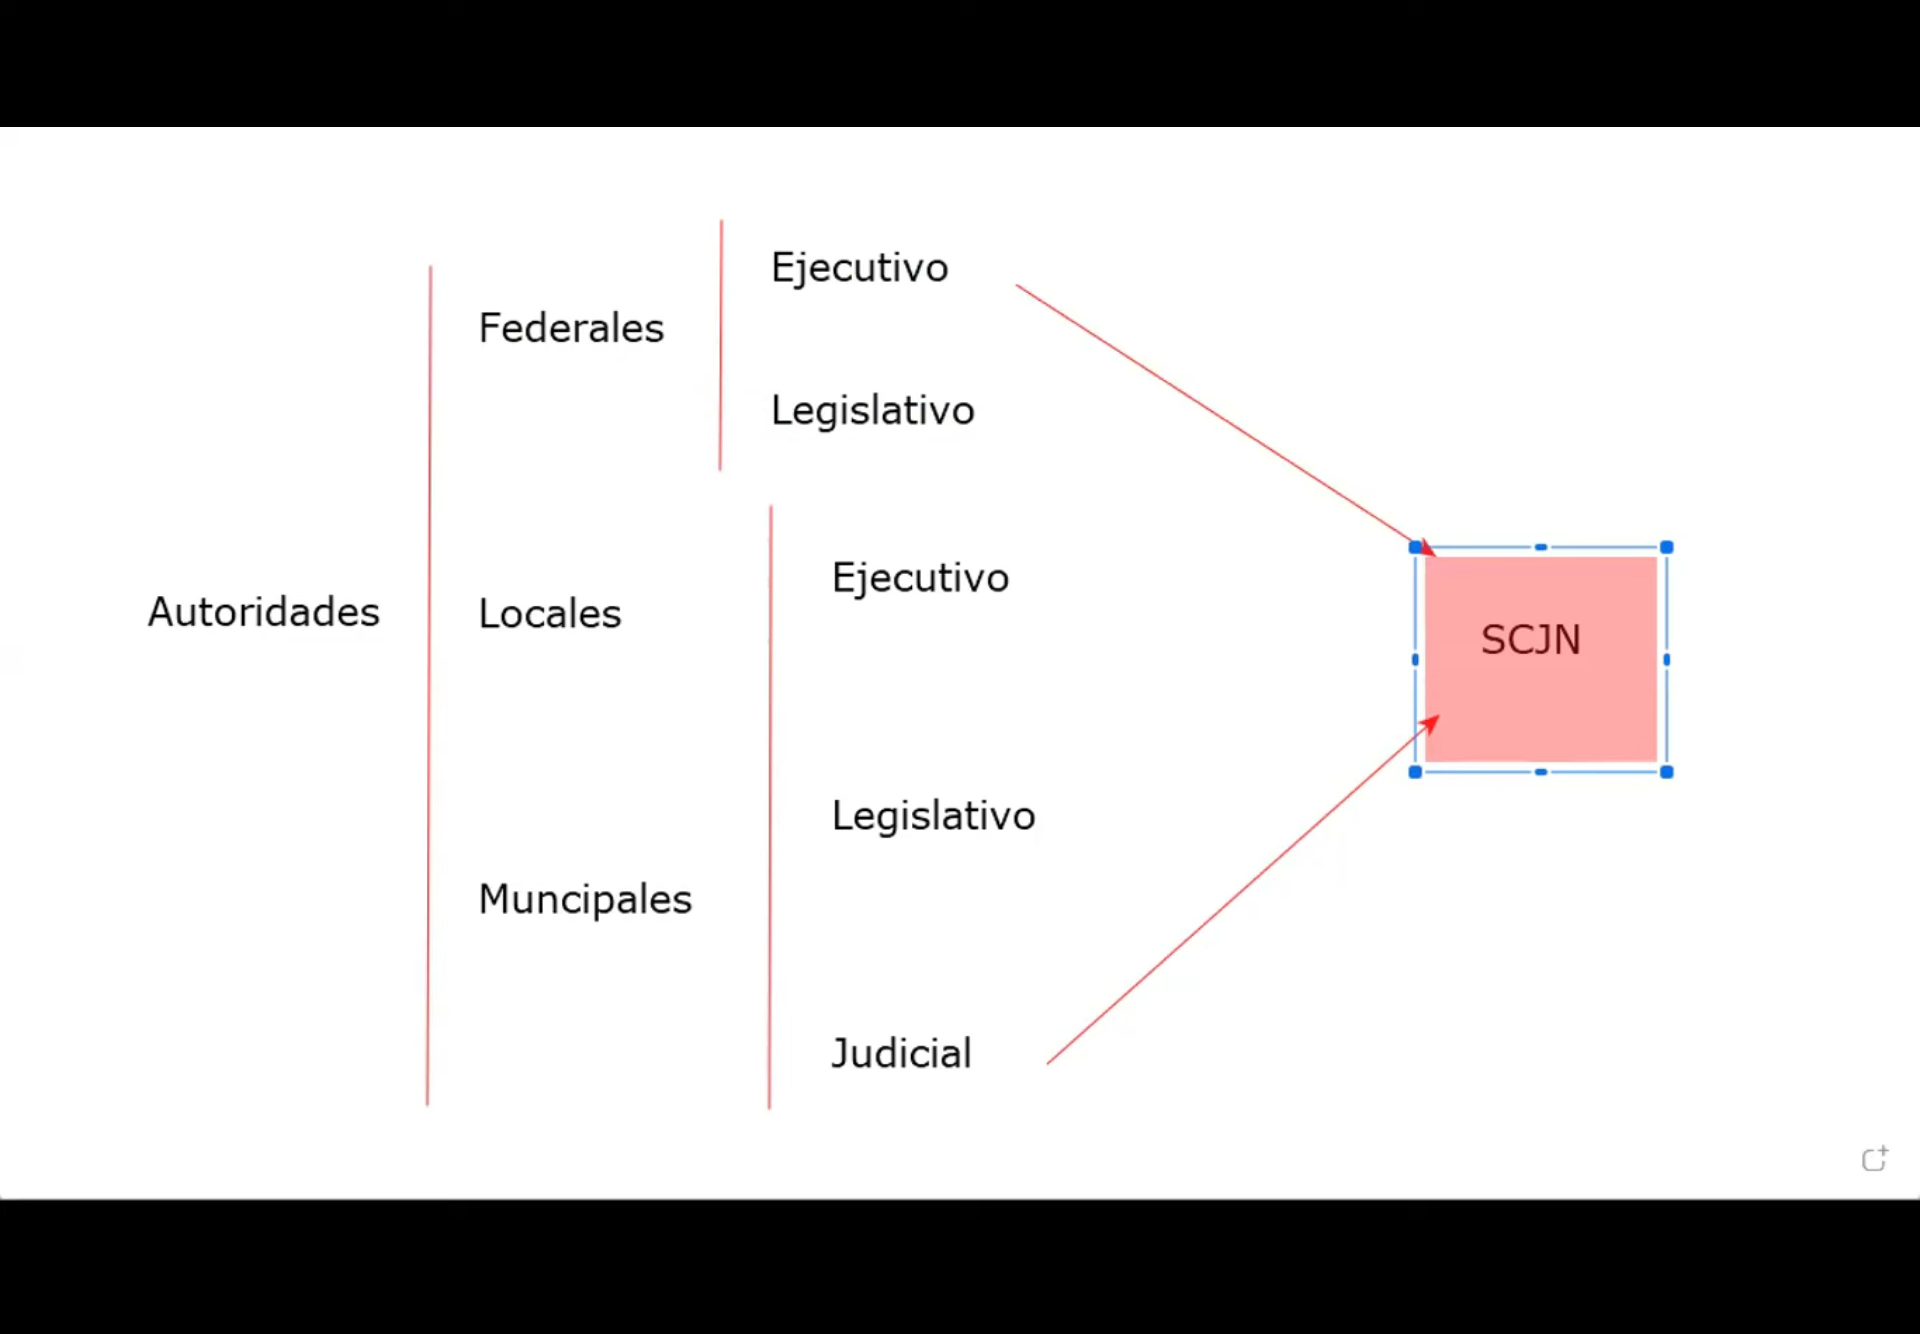 Ejecutivo
Federales
Legislativo
Ejecutivo
Autoridades
Locales
SCJN
Legislativo
Muncipales
Judicial